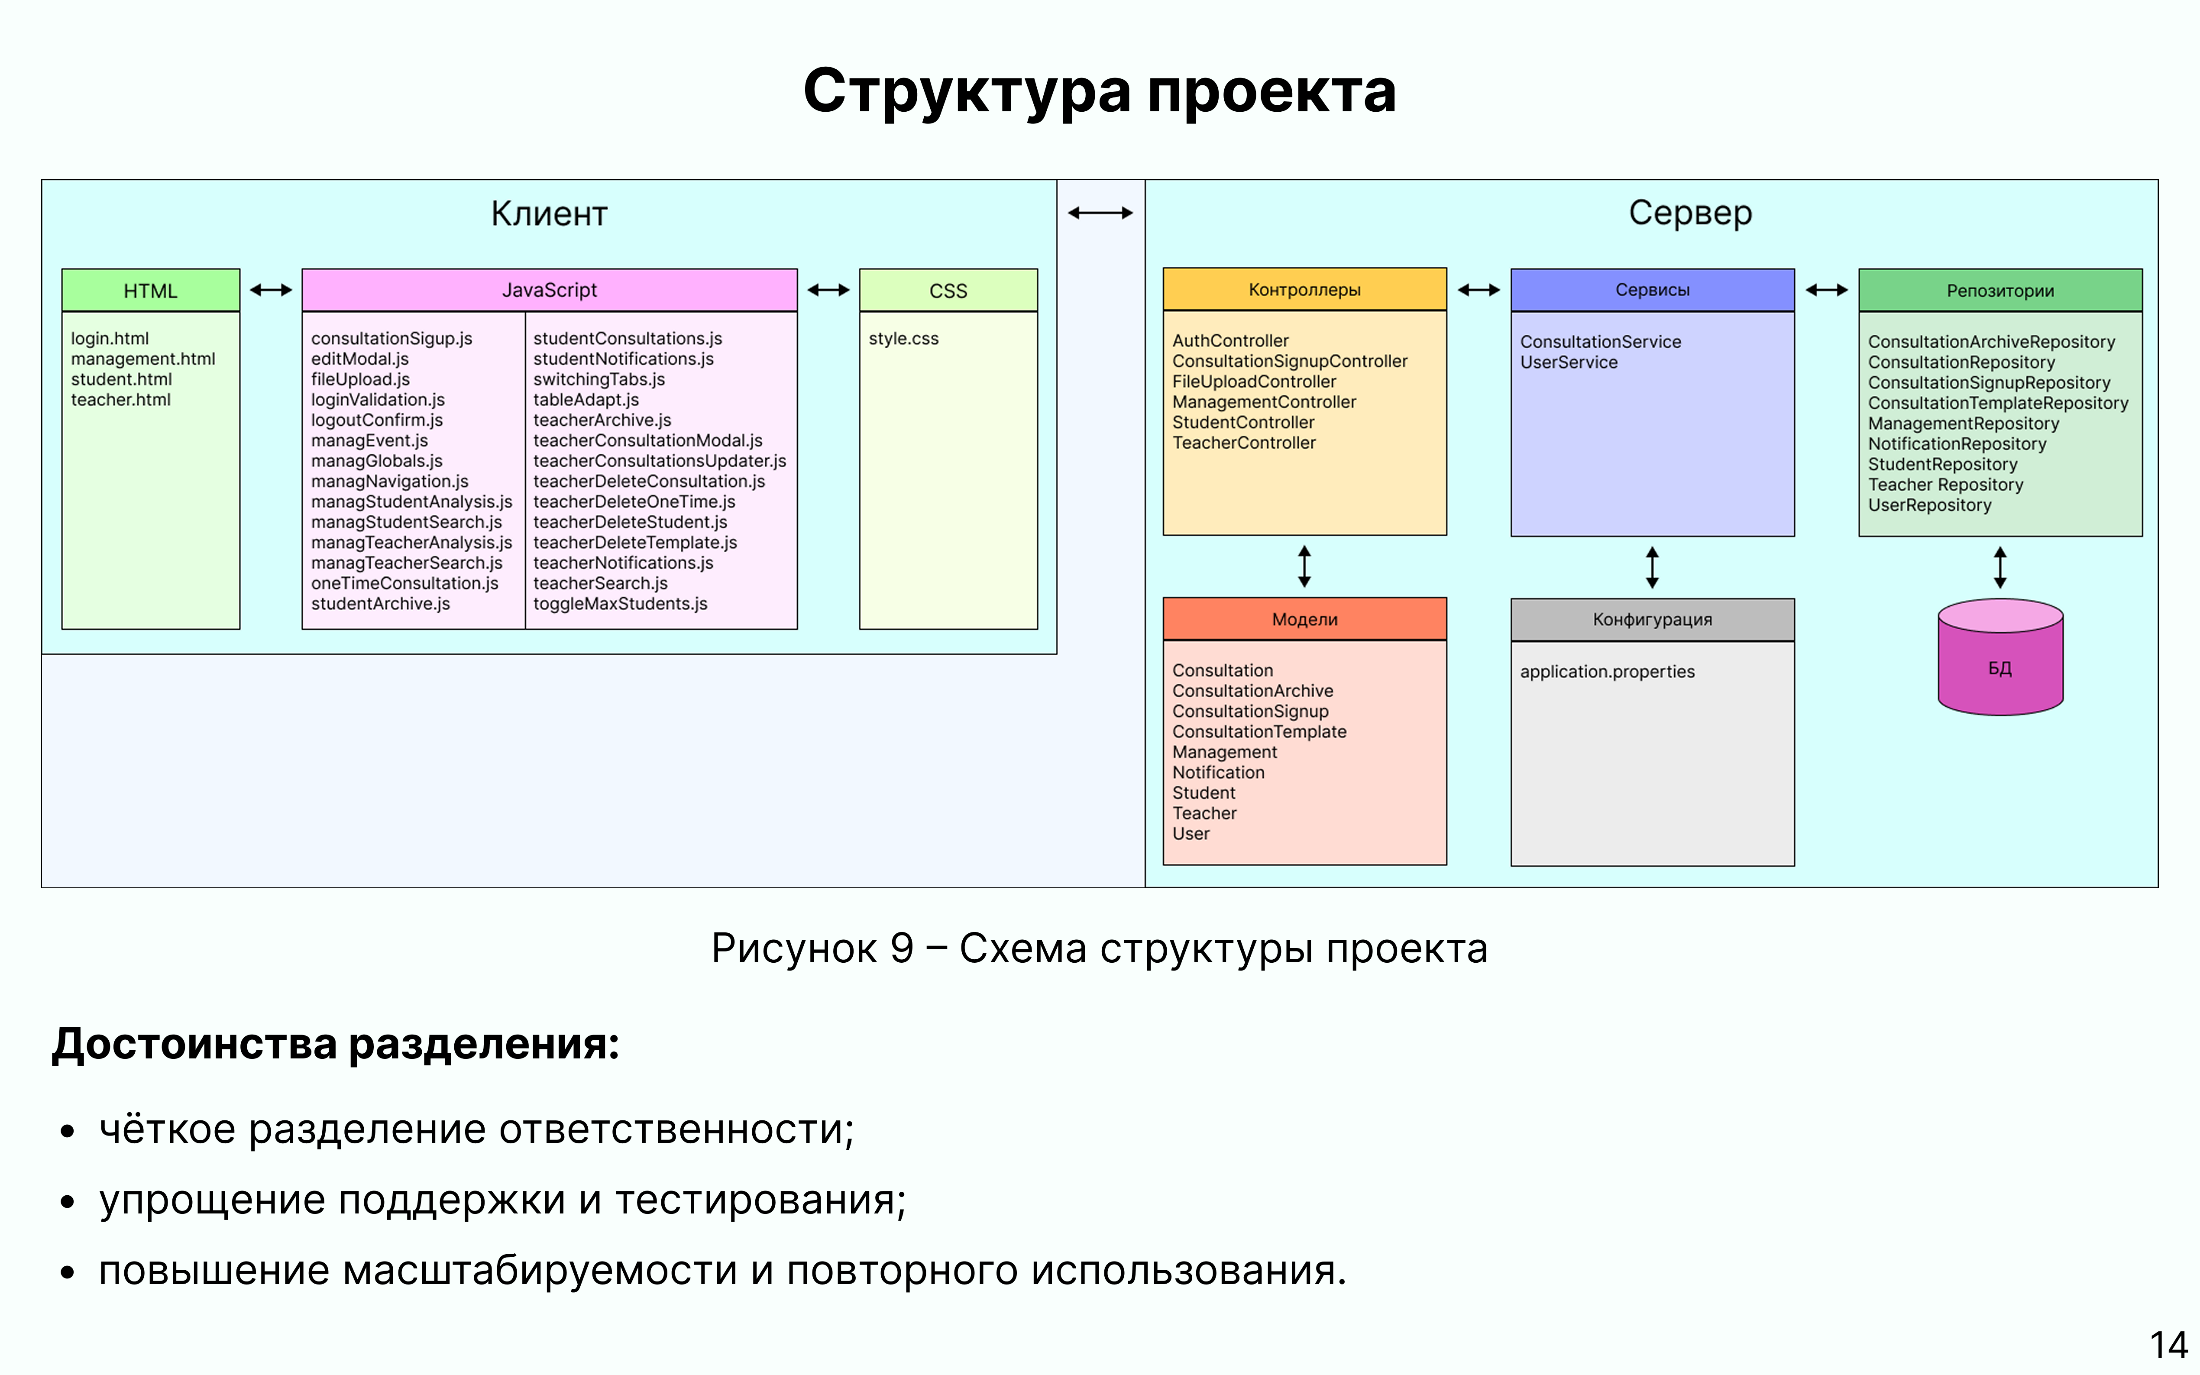 Структура проекта
Клиент
HTML
login.html
management.html
student.html
teacher.html
JavaScript
consultationSigup.js
editModal.js
fileUpload.js
loginValidation.js
logoutConfirm.js
managEvent.js
managGlobals.js
managNavigation.js
managStudentAnalysis.js
managStudentSearch.js
managTeacherAnalysis.js
managTeacherSearch.js
oneTimeConsultation.js
studentArchive.js
studentConsultations.js
studentNotifications.js
switchingTabs.js
tableAdapt.js
teacherArchive.js
teacherConsultationModal.js
teacherConsultationsUpdater.js
teacherDeleteConsultation.js
teacherDeleteOneTime.js
teacherDeleteStudent.js
teacherDeleteTemplate.js
teacherNotifications.js
teacherSearch.js
toggleMaxStudents.js
CSS
style.css
Сервер
Контроллеры
AuthController
ConsultationSignupController
FileUploadController
ManagementController
StudentController
TeacherController
Сервисы
ConsultationService
UserService
Репозитории
ConsultationArchiveRepository
ConsultationRepository
ConsultationSignupRepository
ConsultationTemplateRepository
ManagementRepository
NotificationRepository
StudentRepository
Teacher Repository
UserRepository
Модели
Consultation
ConsultationArchive
ConsultationSignup
ConsultationTemplate
Management
Notification
Student
Teacher
User
Конфигурация
application.properties
БД
Рисунок 9 – Схема структуры проекта
Достоинства разделения:
• чёткое разделение ответственности;
• упрощение поддержки и тестирования;
• повышение масштабируемости и повторного использования.
14